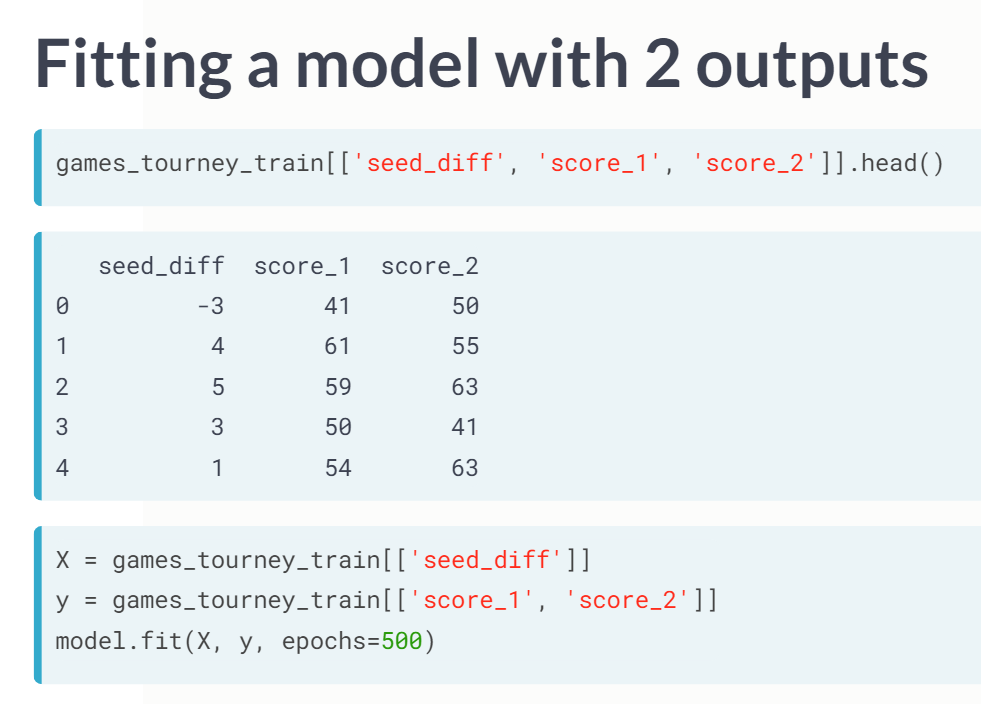 Fitting a model with 2 outputs
games_tourney_train[['seed_diff', 'score_1', 'score_2']].head()
   seed_diff  score_1  score_2
0         -3       41       50
1          4       61       55
2          5       59       63
3          3       50       41
4          1       54       63
X = games_tourney_train[['seed_diff']]
y = games_tourney_train[['score_1', 'score_2']]
model.fit(X, y, epochs=500)